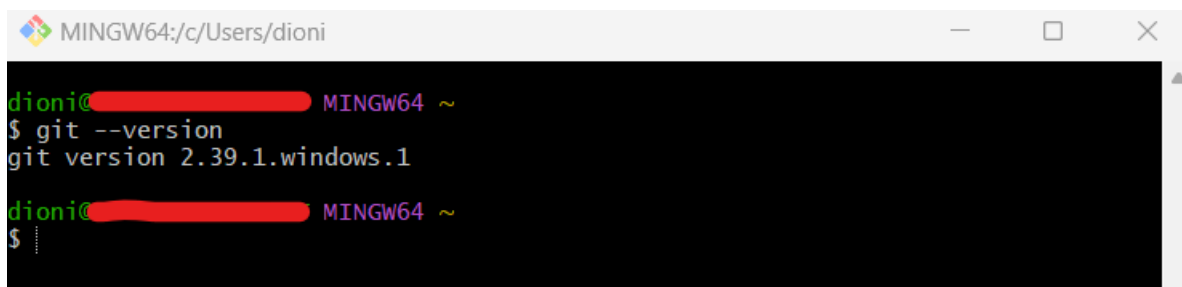 MINGW64:/c/Users/dioni
dioni@ MINGW64 ~
$ git --version
git version 2.39.1.windows.1
dioni@ MINGW64 ~
$